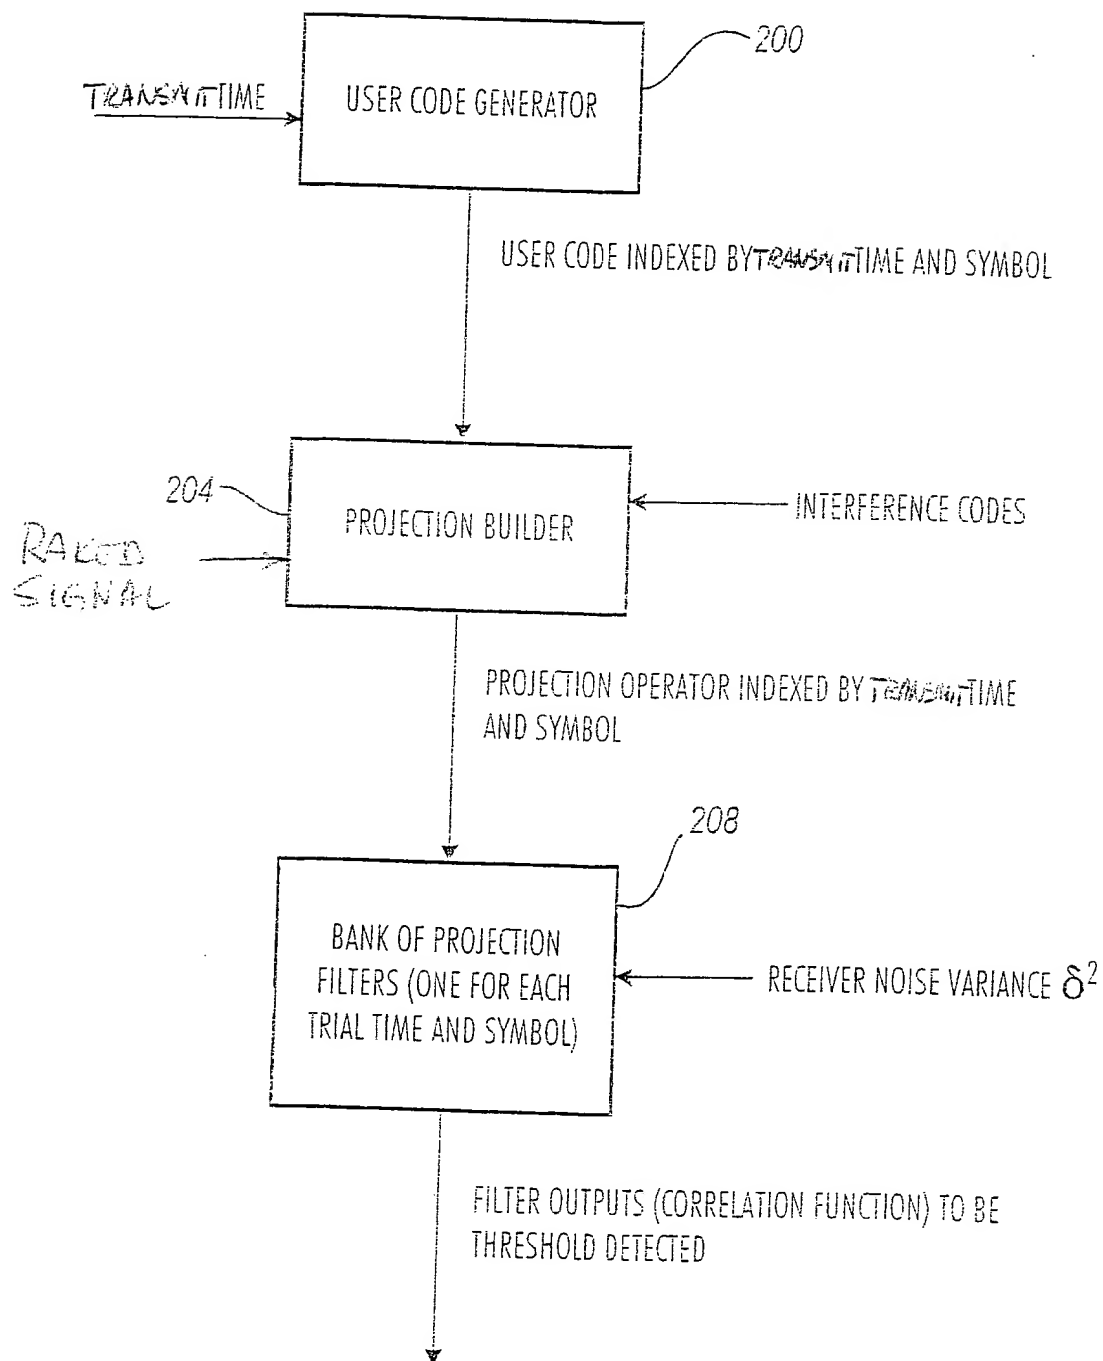 200
TRANSMIT TIME
USER CODE GENERATOR
USER CODE INDEXED BY TRANSMIT TIME AND SYMBOL
204
PROJECTION BUILDER
INTERFERENCE CODES
RAKED
SIGNAL
PROJECTION OPERATOR INDEXED BY TRANSMIT TIME
AND SYMBOL
208
BANK OF PROJECTION
FILTERS (ONE FOR EACH
TRIAL TIME AND SYMBOL)
RECEIVER NOISE VARIANCE δ²
FILTER OUTPUTS (CORRELATION FUNCTION) TO BE
THRESHOLD DETECTED